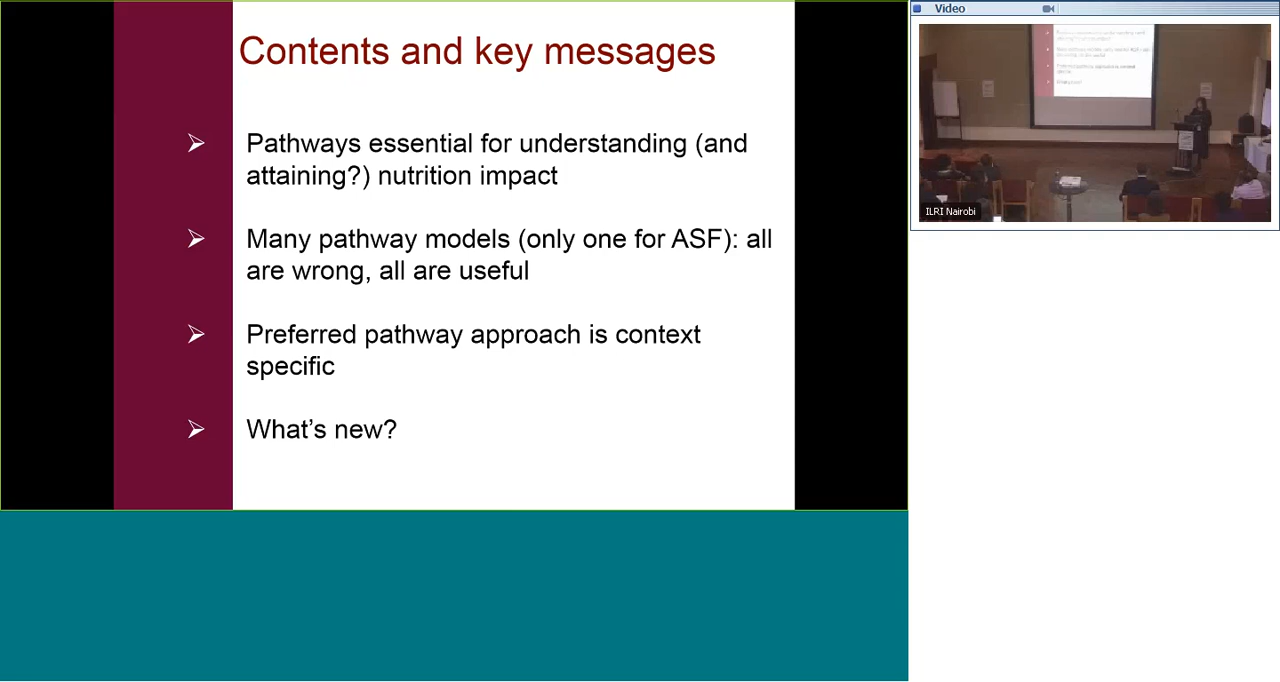 Contents and key messages
Pathways essential for understanding (and
attaining?) nutrition impact
Many pathway models (only one for ASF): all
are wrong, all are useful
Preferred pathway approach is context
specific
What's new?
Video
ILRI Nairobi